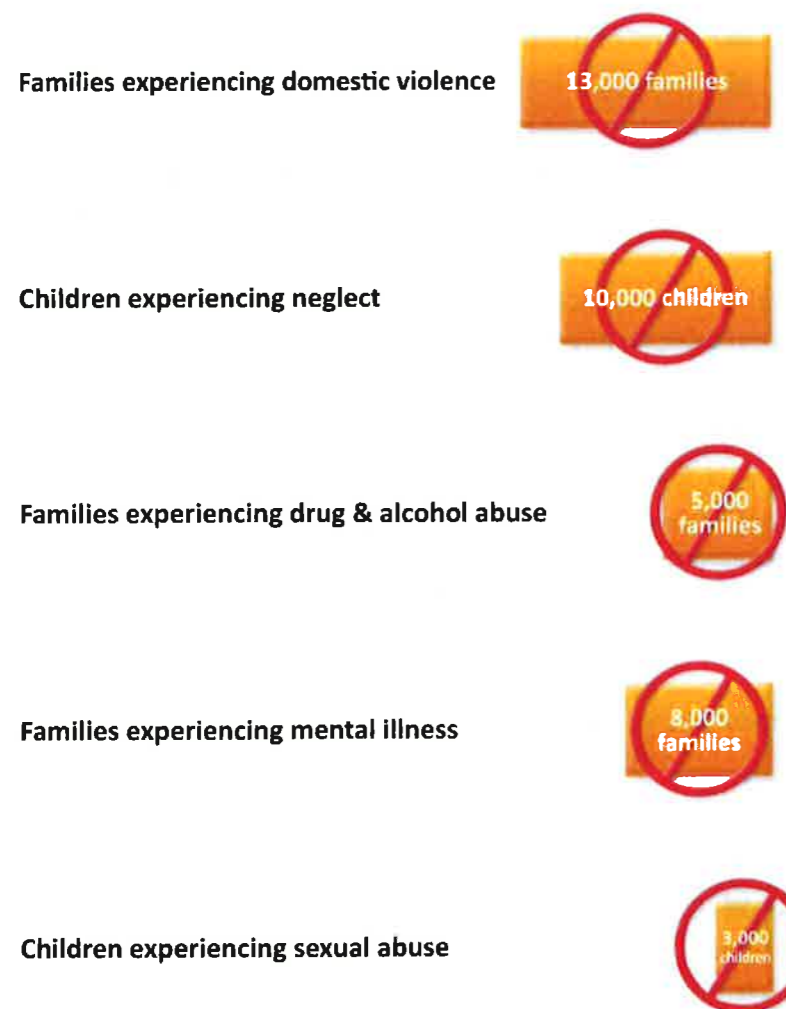 Families experiencing domestic violence
13,000 families
Children experiencing neglect
10,000 children
Families experiencing drug & alcohol abuse
5,000
families
Families experiencing mental illness
8,000
families
Children experiencing sexual abuse
3,000
children